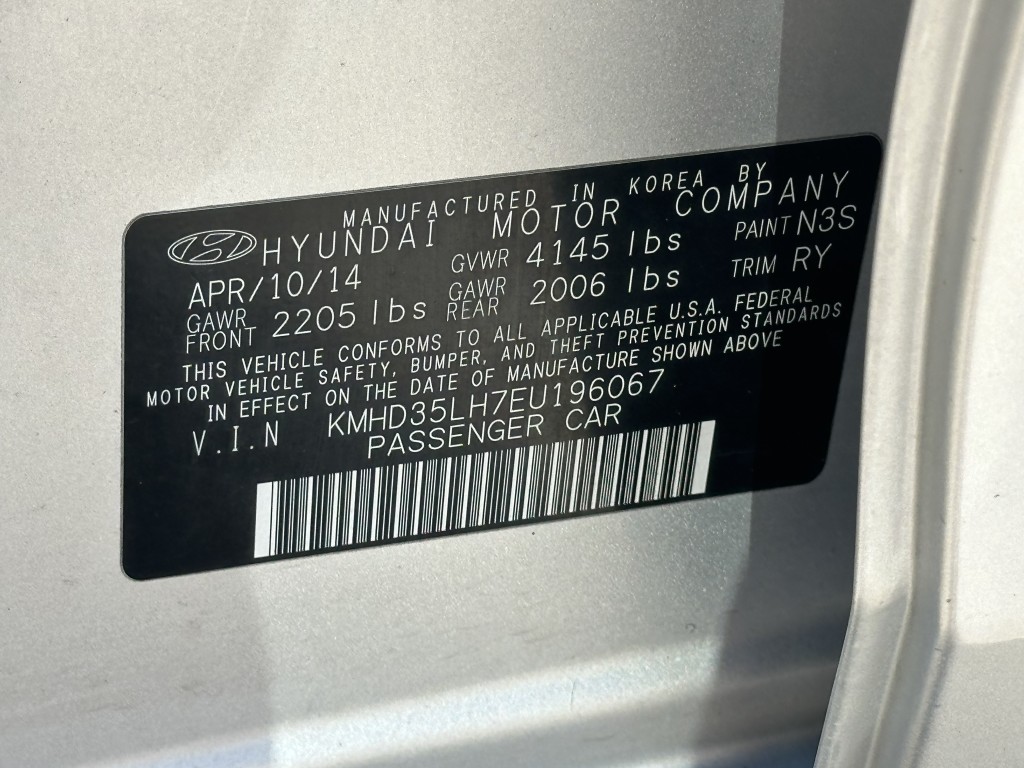 MANUFACTURED IN KOREA BY
HYUNDAI MOTOR COMPANY
APR/10/14 GVWR 4145 lbs PAINT N3S
GAWR FRONT 2205 lbs GAWR REAR 2006 lbs TRIM RY
THIS VEHICLE CONFORMS TO ALL APPLICABLE U.S.A. FEDERAL
MOTOR VEHICLE SAFETY, BUMPER, AND THEFT PREVENTION STANDARDS
IN EFFECT ON THE DATE OF MANUFACTURE SHOWN ABOVE
V.I.N KMHD35LH7EU196067
PASSENGER CAR